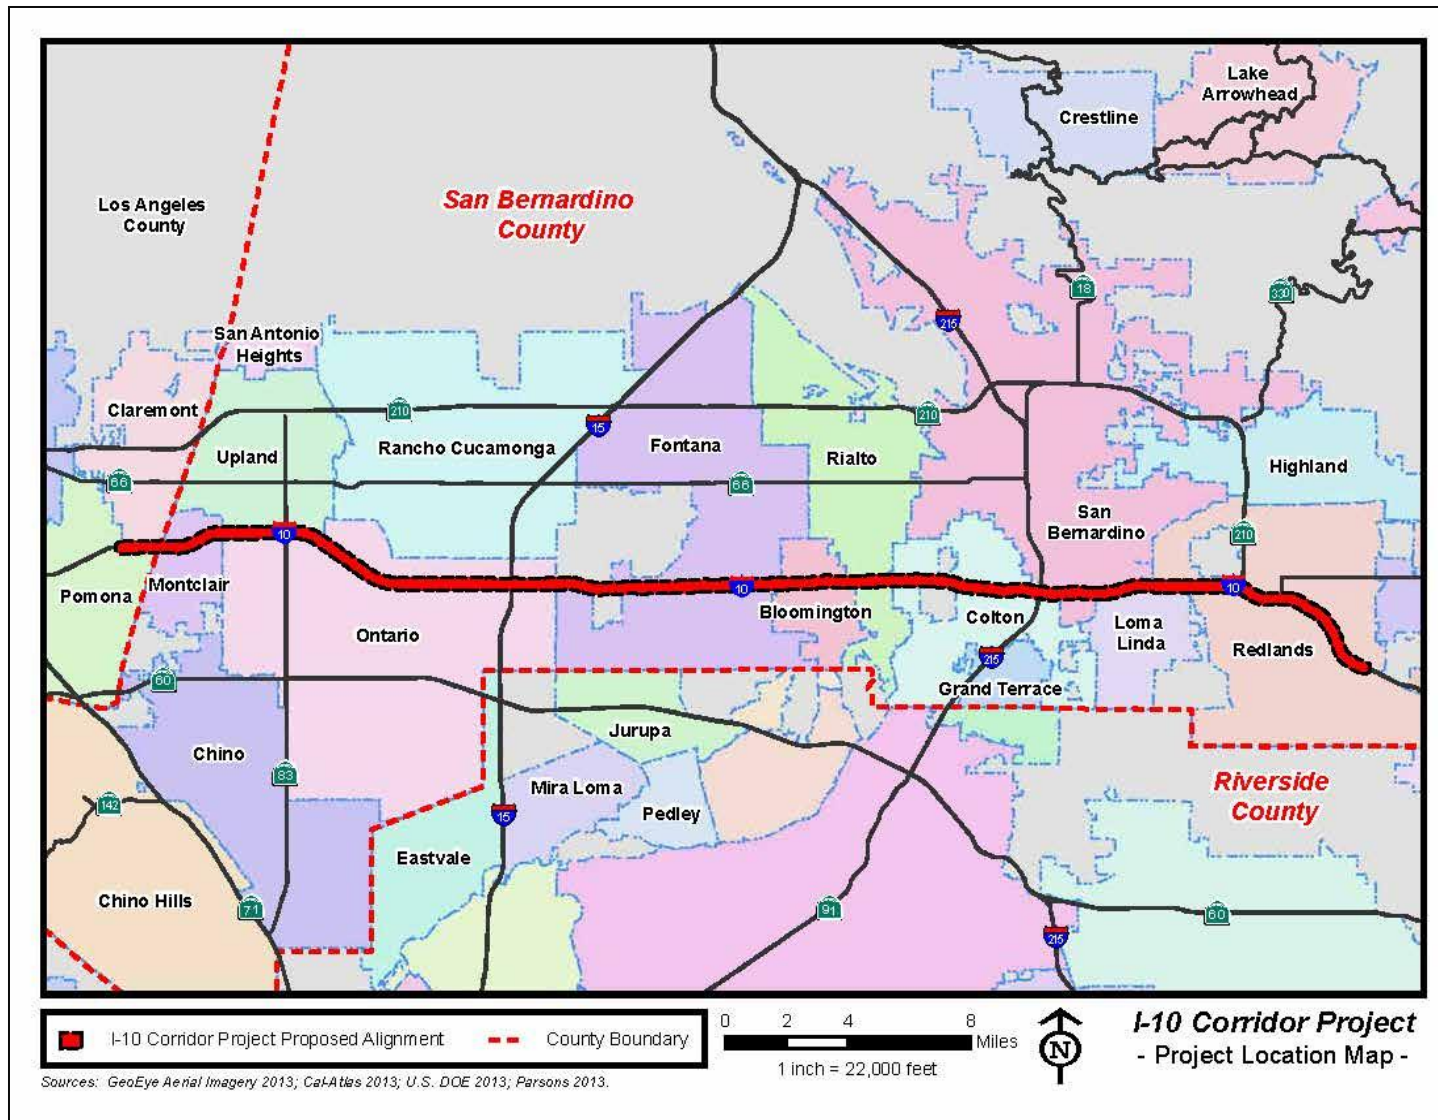 Lake
Arrowhead
Crestline
Los Angeles
County
San Bernardino
County
18
330
215
San Antonio
Heights
Claremont
210
15
210
Upland
Rancho Cucamonga
Fontana
Rialto
Highland
66
66
San
Bernardino
10
210
Pomona
Montclair
10
10
Ontario
Bloomington
Colton
Loma
Linda
Redlands
60
215
Grand Terrace
Chino
Jurupa
83
Mira Loma
Pedley
Riverside
County
142
15
Eastvale
Chino Hills
71
91
60
215
I-10 Corridor Project Proposed Alignment
County Boundary
0 2 4 8
Miles
1 inch = 22,000 feet
N
I-10 Corridor Project
- Project Location Map -
Sources: GeoEye Aerial Imagery 2013; Cal-Atlas 2013; U.S. DOE 2013; Parsons 2013.